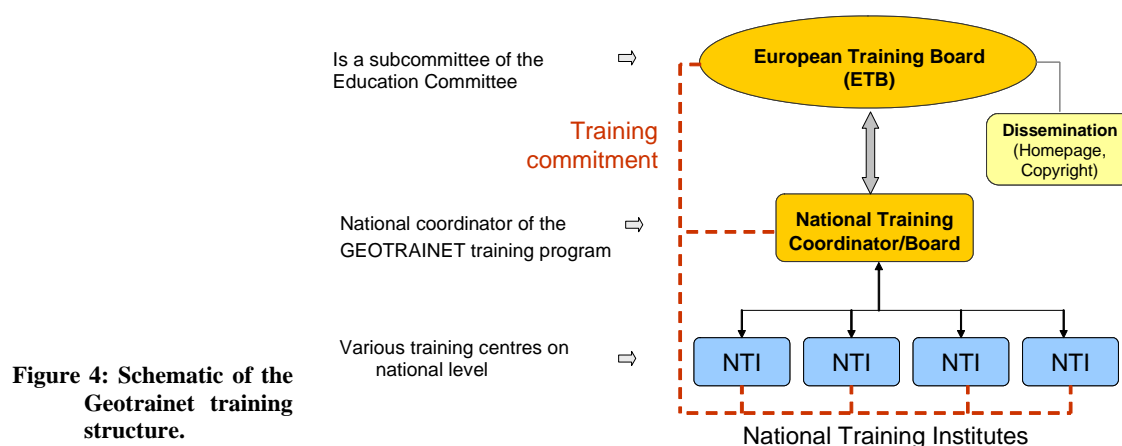 Is a subcommittee of the
Education Committee
European Training Board
(ETB)
Training
commitment
Dissemination
(Homepage,
Copyright)
National coordinator of the
GEOTRAINET training program
National Training
Coordinator/Board
Various training centres on
national level
NTI
NTI
NTI
NTI
National Training Institutes
Figure 4: Schematic of the
Geotrainet training
structure.